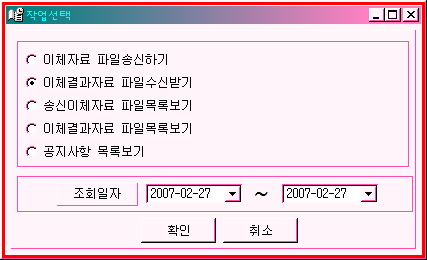 작업선택
이체자료 파일송신하기
이체결과자료 파일수신받기
송신이체자료 파일목록보기
이체결과자료 파일목록보기
공지사항 목록보기
조회일자 2007-02-27 ~ 2007-02-27
확인 취소